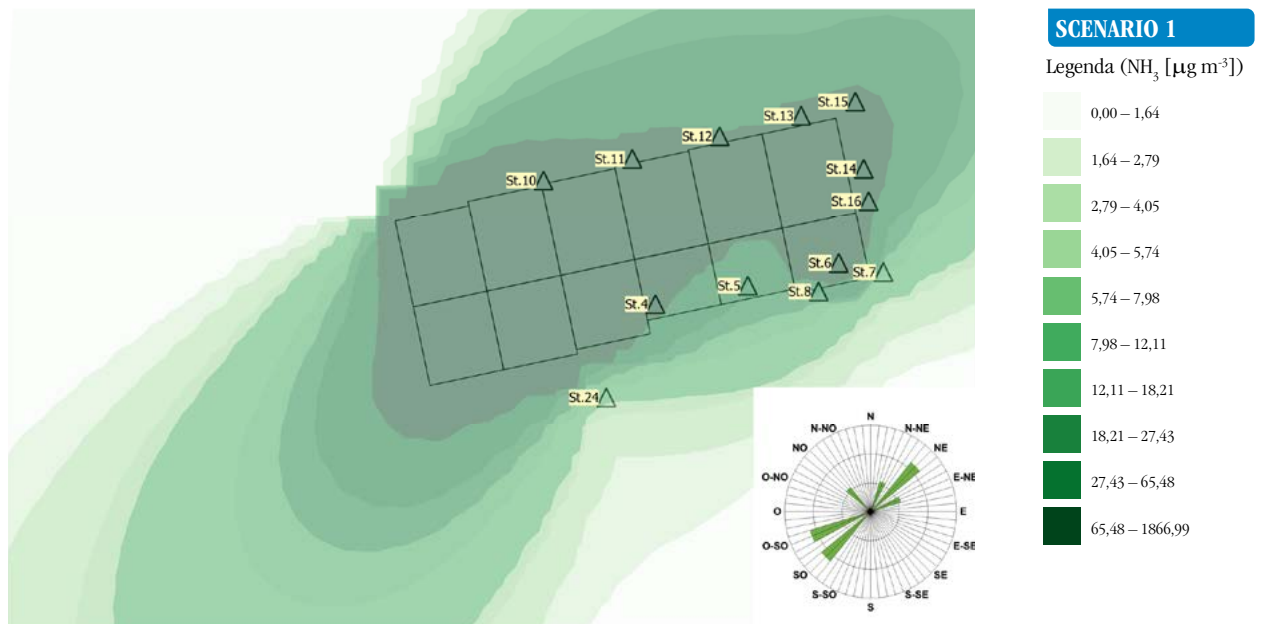 SCENARIO 1
Legenda (NH₃ [µg m⁻³])
0,00 – 1,64
1,64 – 2,79
2,79 – 4,05
4,05 – 5,74
5,74 – 7,98
7,98 – 12,11
12,11 – 18,21
18,21 – 27,43
27,43 – 65,48
65,48 – 1866,99
St.15
St.13
St.12
St.11
St.14
St.10
St.16
St.6
St.7
St.5
St.8
St.4
St.24
N
N-NO
N-NE
NO
NE
O-NO
E-NE
O
E
O-SO
E-SE
SO
SE
S-SO
S-SE
S